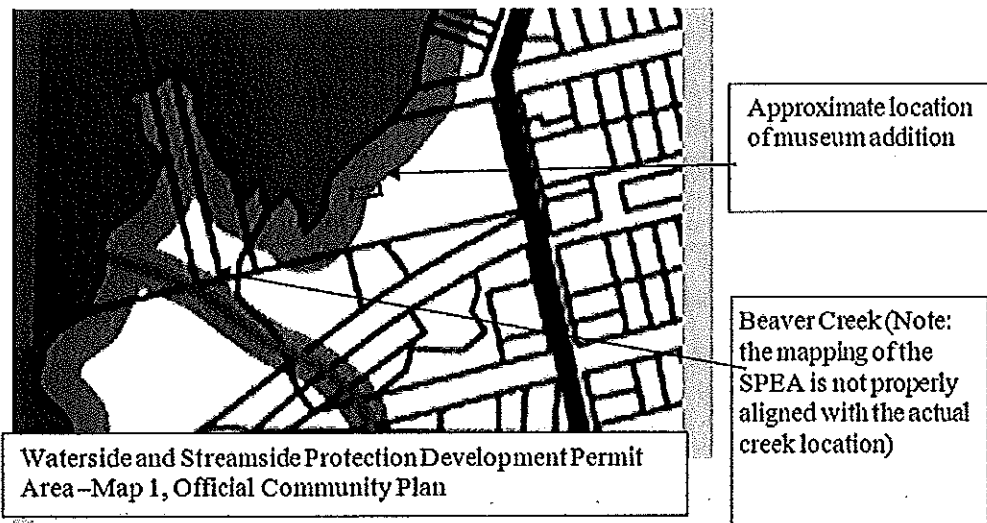 Approximate location
of museum addition
Beaver Creek (Note:
the mapping of the
SPEA is not properly
aligned with the actual
creek location)
Waterside and Streamside Protection Development Permit
Area–Map 1, Official Community Plan